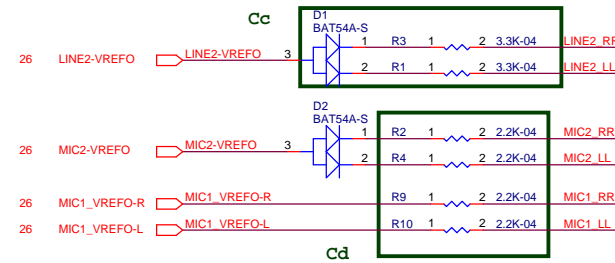 Cc
D1
BAT54A-S
26 LINE2-VREFO LINE2-VREFO 3 1 R3 1 2 3.3K-04 LINE2_RR
2 R1 1 2 3.3K-04 LINE2_LL
D2
BAT54A-S
26 MIC2-VREFO MIC2-VREFO 3 1 R2 1 2 2.2K-04 MIC2_RR
2 R4 1 2 2.2K-04 MIC2_LL
26 MIC1_VREFO-R MIC1_VREFO-R R9 1 2 2.2K-04 MIC1_RR
26 MIC1_VREFO-L MIC1_VREFO-L R10 1 2 2.2K-04 MIC1_LL
Cd